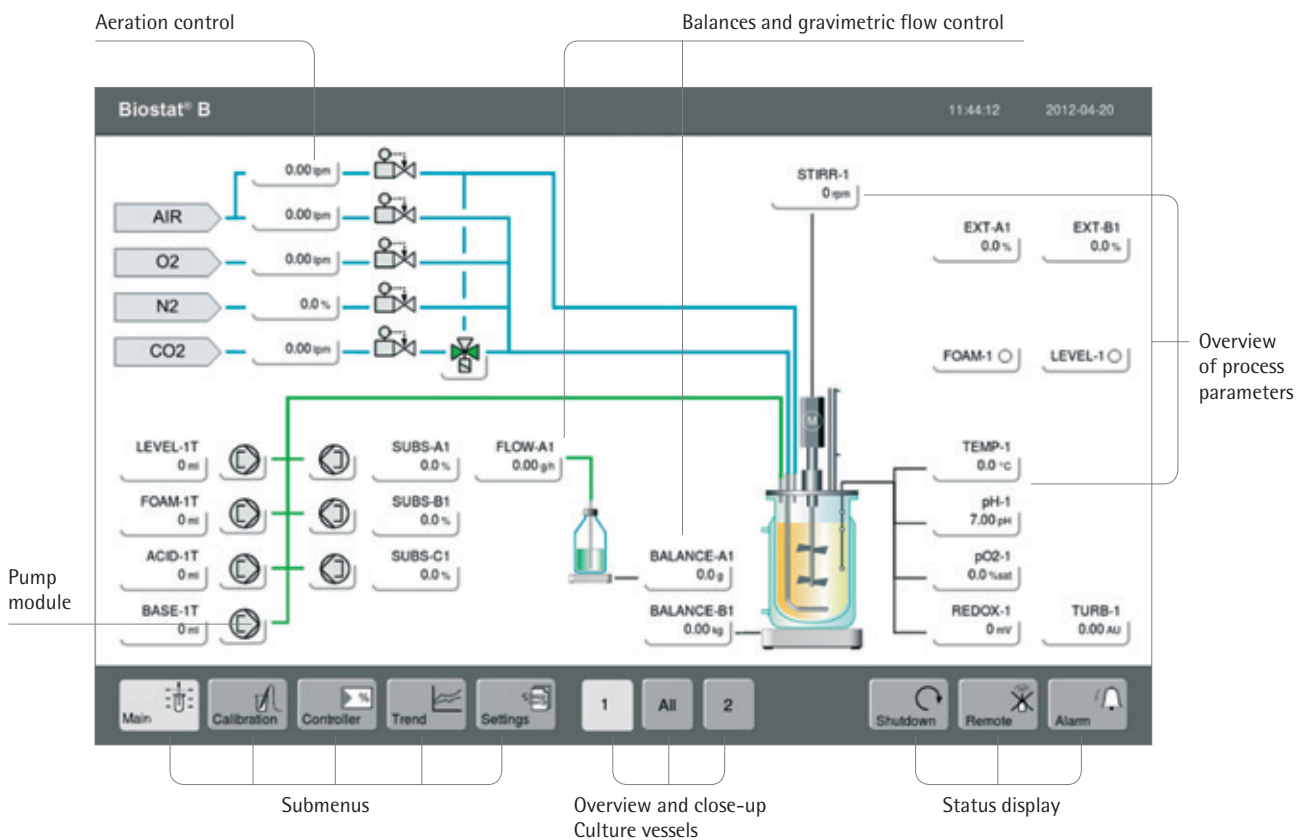 Aeration control
Balances and gravimetric flow control
Biostat® B
11:44:12
2012-04-20
0.00 lpm
STIRR-1
0 rpm
AIR
0.00 lpm
EXT-A1
0.0 %
EXT-B1
0.0 %
O2
0.00 lpm
N2
0.0 %
CO2
0.00 lpm
FOAM-1
LEVEL-1
Overview
of process
parameters
LEVEL-1T
0 ml
SUBS-A1
0.0 %
FLOW-A1
0.00 g/h
TEMP-1
0.0 °C
FOAM-1T
0 ml
SUBS-B1
0.0 %
pH-1
7.00 pH
ACID-1T
0 ml
SUBS-C1
0.0 %
BALANCE-A1
0.0 g
pO2-1
0.0 %sat
Pump
module
BASE-1T
0 ml
BALANCE-B1
0.00 kg
REDOX-1
0 mV
TURB-1
0.00 AU
M
Main
Calibration
%
Controller
Trend
Settings
1
All
2
Shutdown
Remote
Alarm
Submenus
Overview and close-up
Culture vessels
Status display